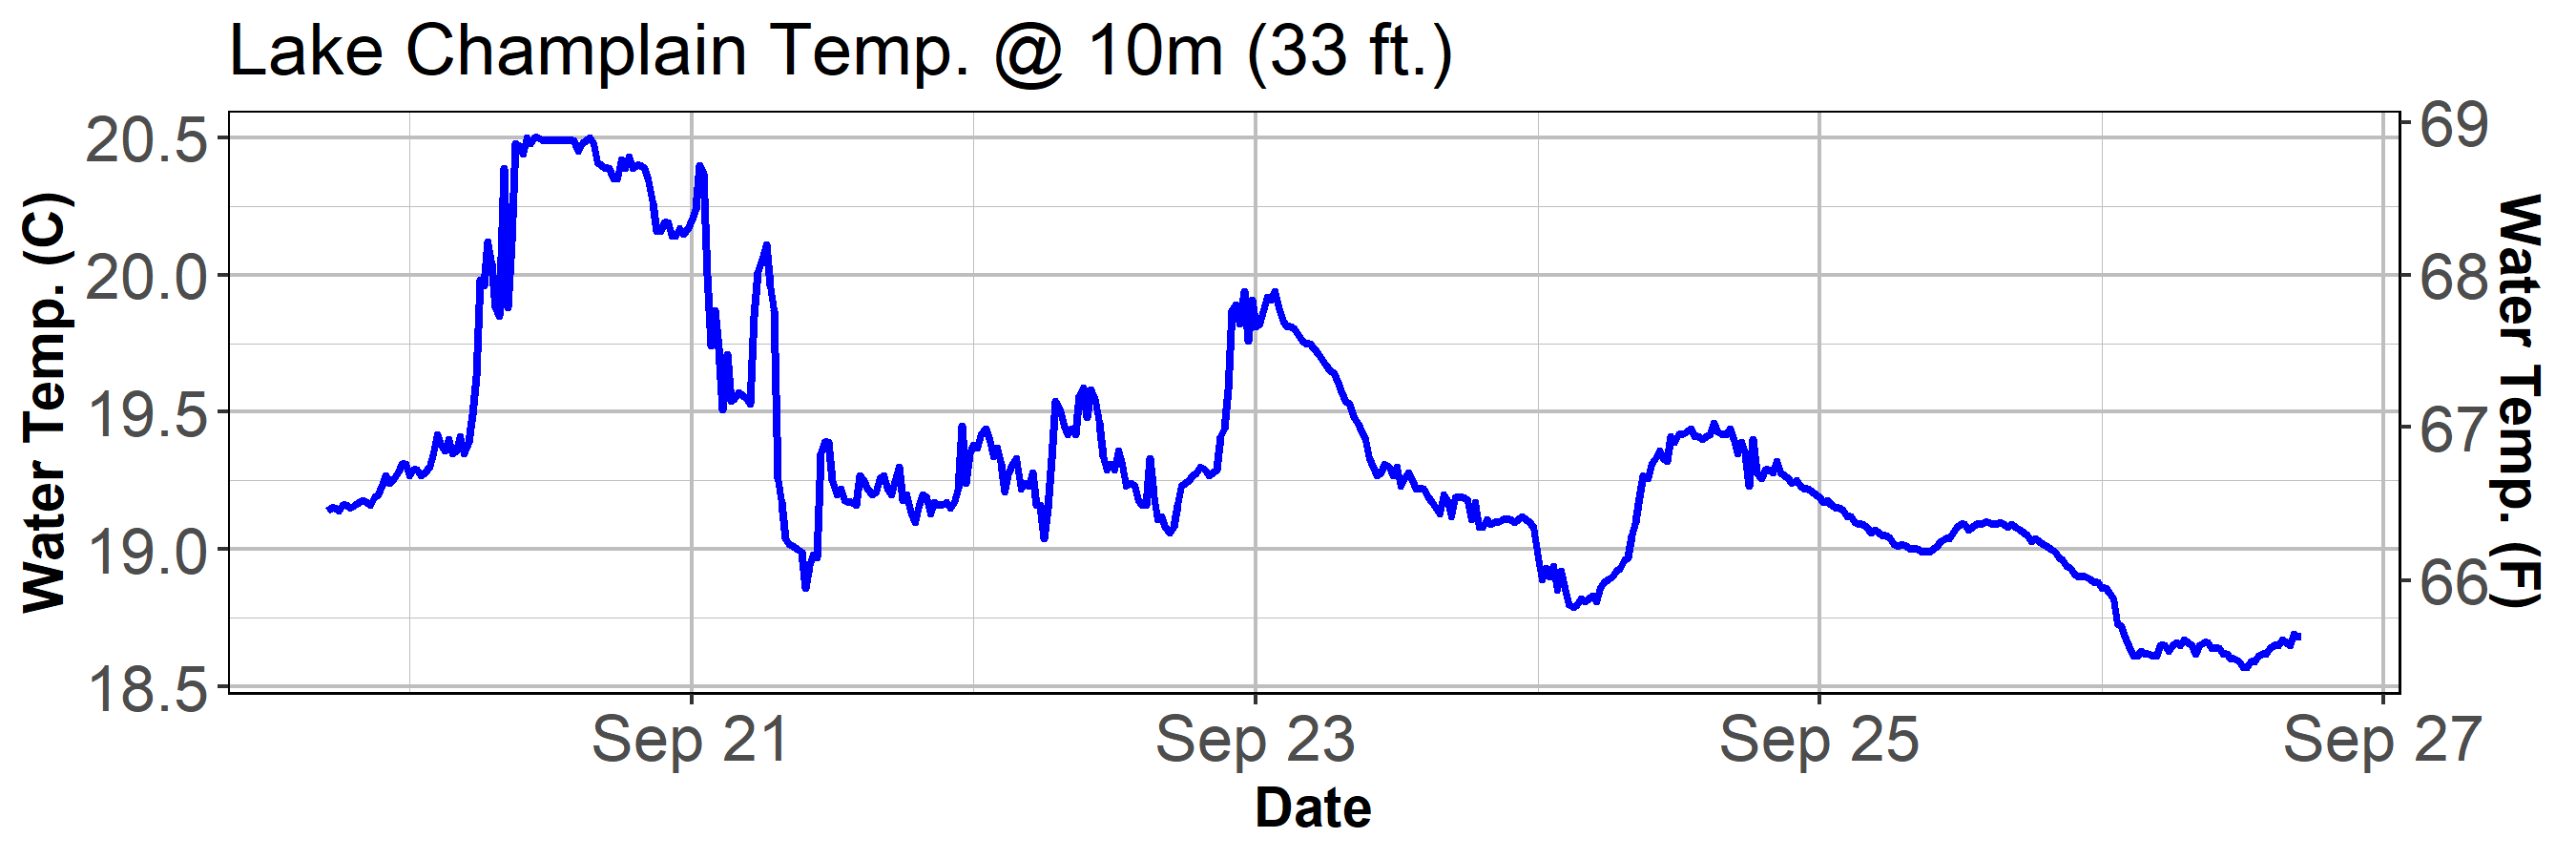 Lake Champlain Temp. @ 10m (33 ft.)
Water Temp. (C)
20.5
20.0
19.5
19.0
18.5
69
68
67
66
Water Temp. (F)
Sep 21
Sep 23
Sep 25
Sep 27
Date